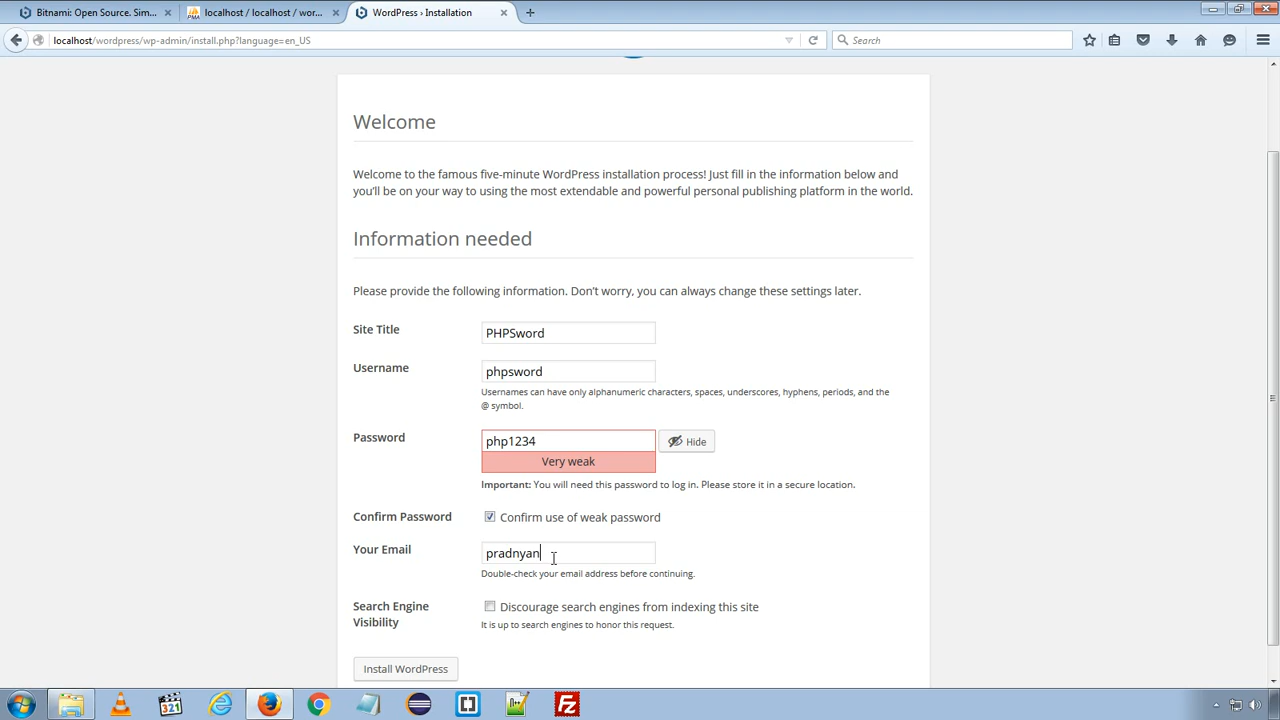 Bitnami: Open Source. Sim...
localhost / localhost / wor...
WordPress › Installation
localhost/wordpress/wp-admin/install.php?language=en_US
Search
Welcome
Welcome to the famous five-minute WordPress installation process! Just fill in the information below and
you'll be on your way to using the most extendable and powerful personal publishing platform in the world.
Information needed
Please provide the following information. Don't worry, you can always change these settings later.
Site Title
PHPSword
Username
phpsword
Usernames can have only alphanumeric characters, spaces, underscores, hyphens, periods, and the
@ symbol.
Password
php1234
Hide
Very weak
Important: You will need this password to log in. Please store it in a secure location.
Confirm Password
Confirm use of weak password
Your Email
pradnyan
Double-check your email address before continuing.
Search Engine
Visibility
Discourage search engines from indexing this site
It is up to search engines to honor this request.
Install WordPress
321